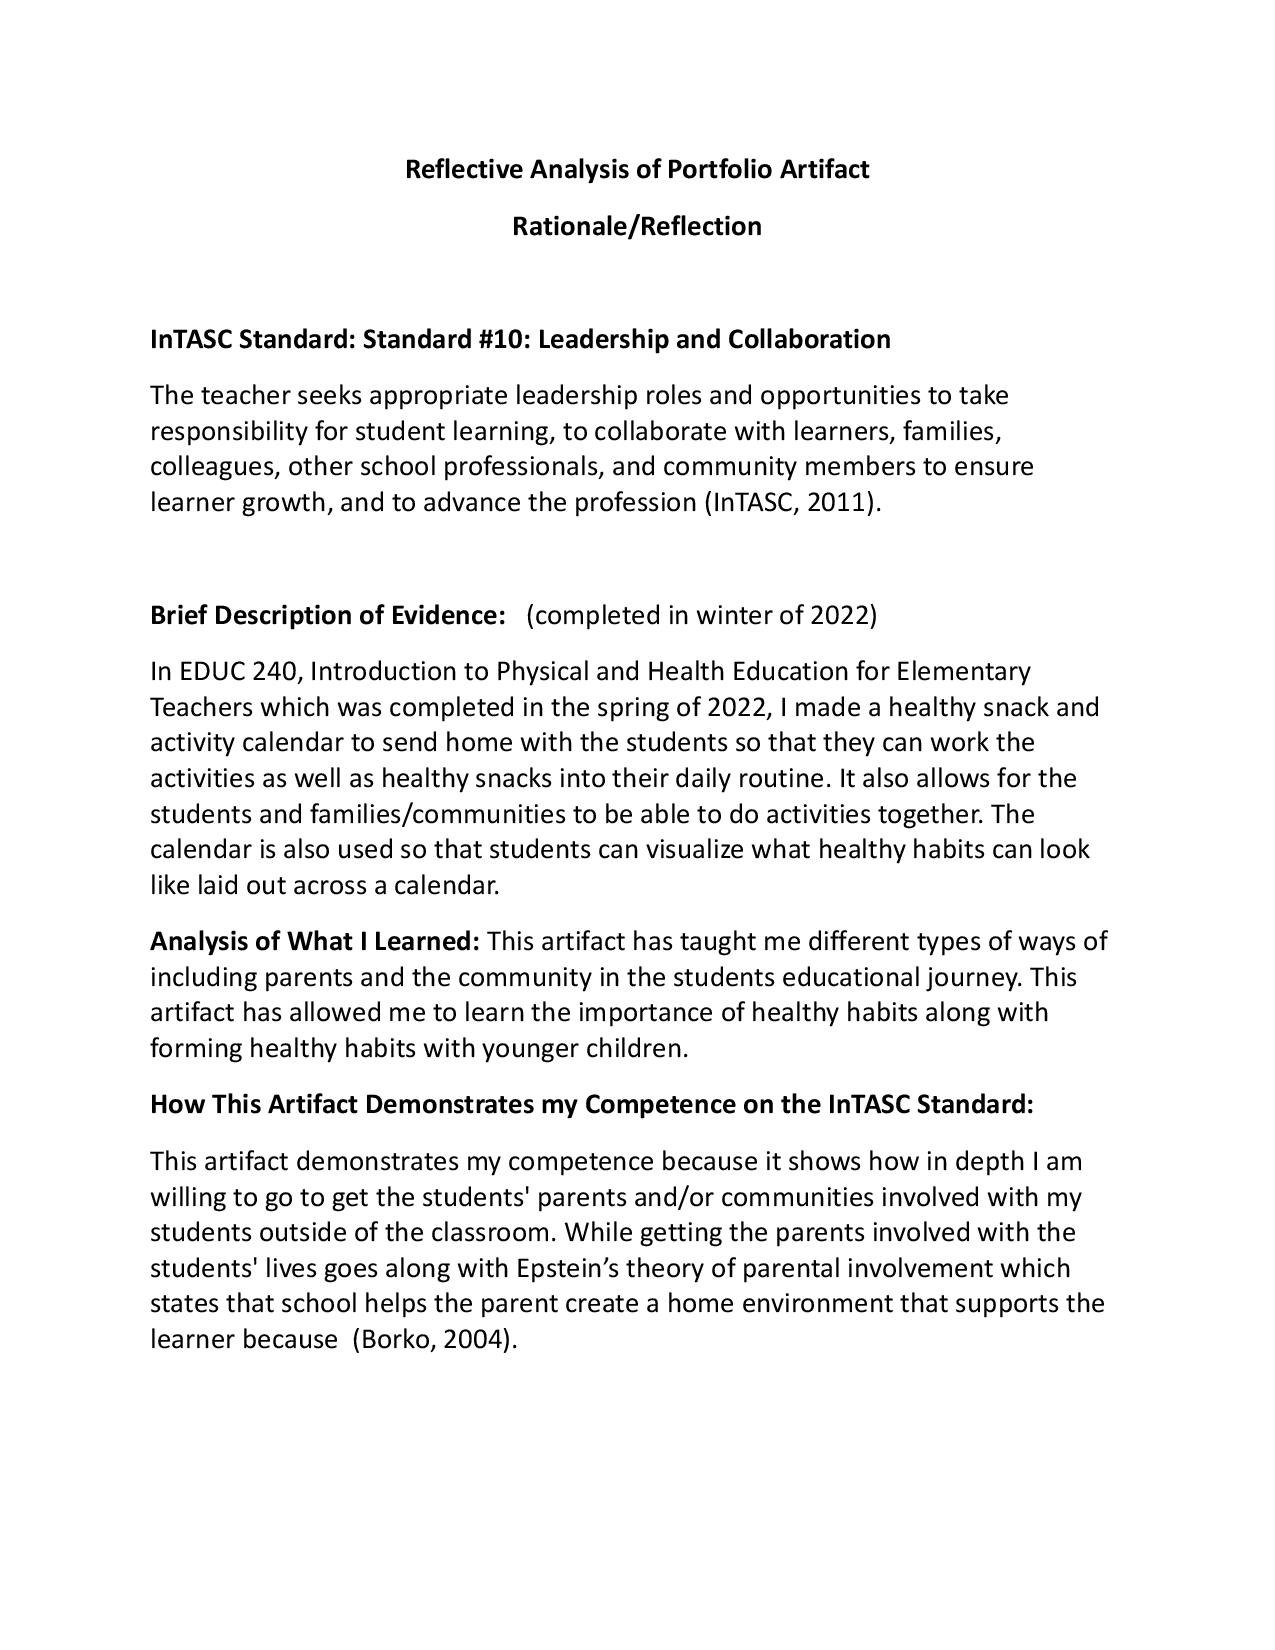 Reflective Analysis of Portfolio Artifact
Rationale/Reflection
InTASC Standard: Standard #10: Leadership and Collaboration
The teacher seeks appropriate leadership roles and opportunities to take
responsibility for student learning, to collaborate with learners, families,
colleagues, other school professionals, and community members to ensure
learner growth, and to advance the profession (InTASC, 2011).
Brief Description of Evidence:   (completed in winter of 2022)
In EDUC 240, Introduction to Physical and Health Education for Elementary
Teachers which was completed in the spring of 2022, I made a healthy snack and
activity calendar to send home with the students so that they can work the
activities as well as healthy snacks into their daily routine. It also allows for the
students and families/communities to be able to do activities together. The
calendar is also used so that students can visualize what healthy habits can look
like laid out across a calendar.
Analysis of What I Learned: This artifact has taught me different types of ways of
including parents and the community in the students educational journey. This
artifact has allowed me to learn the importance of healthy habits along with
forming healthy habits with younger children.
How This Artifact Demonstrates my Competence on the InTASC Standard:
This artifact demonstrates my competence because it shows how in depth I am
willing to go to get the students' parents and/or communities involved with my
students outside of the classroom. While getting the parents involved with the
students' lives goes along with Epstein’s theory of parental involvement which
states that school helps the parent create a home environment that supports the
learner because  (Borko, 2004).